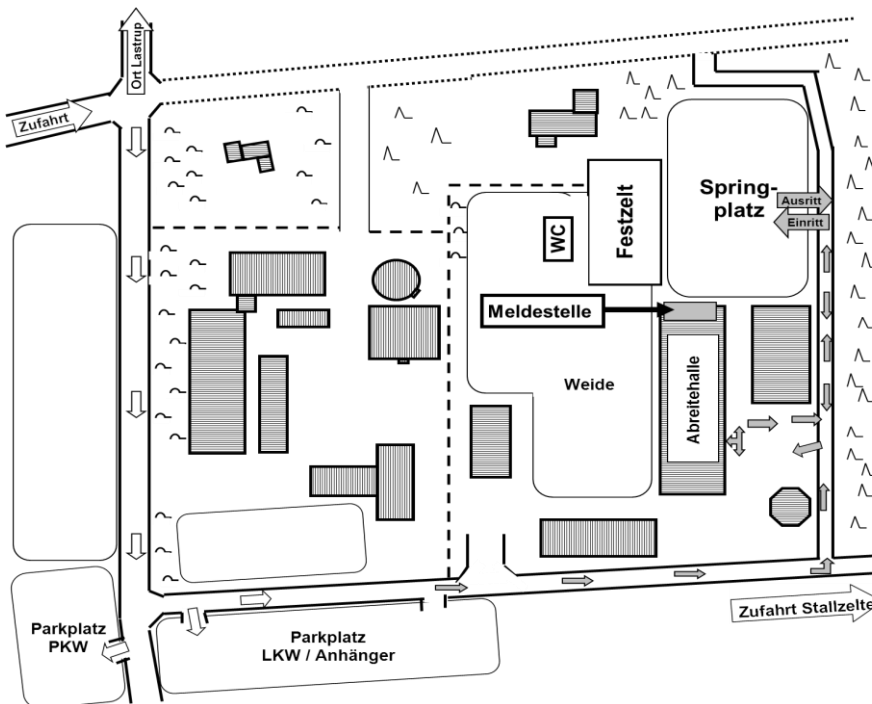 Ort Lastrup
Zufahrt
Spring-
platz
Ausritt
Einritt
Festzelt
WC
Meldestelle
Weide
Abreitehalle
Zufahrt Stallzelte
Parkplatz
PKW
Parkplatz
LKW / Anhänger